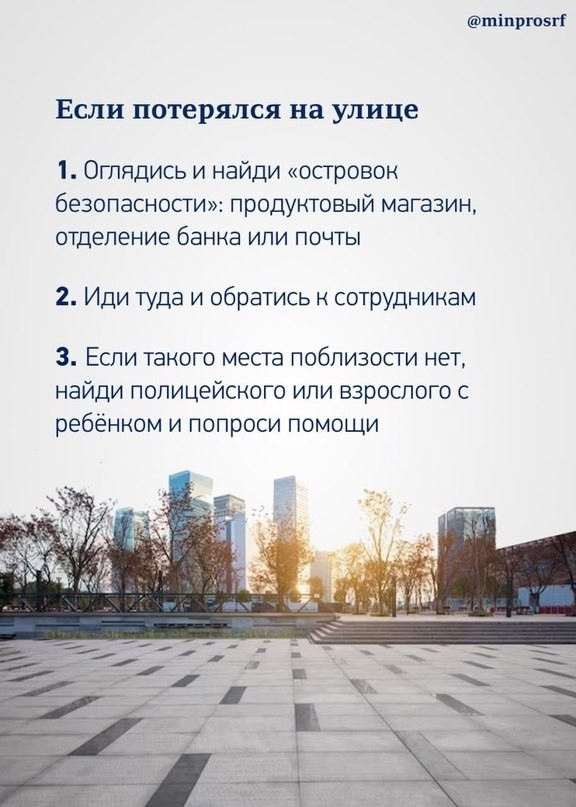 @minprosrf
Если потерялся на улице
1. Оглядись и найди «островок
безопасности»: продуктовый магазин,
отделение банка или почты
2. Иди туда и обратись к сотрудникам
3. Если такого места поблизости нет,
найди полицейского или взрослого с
ребёнком и попроси помощи